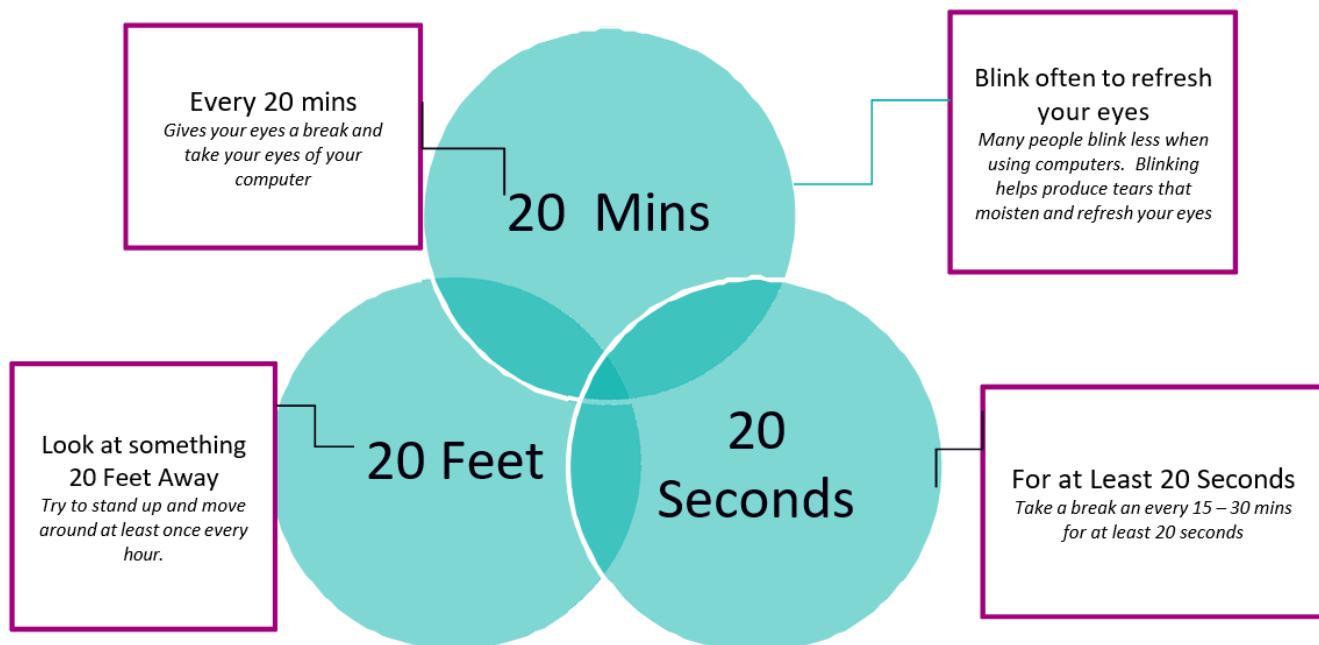 Every 20 mins
Gives your eyes a break and
take your eyes of your
computer
Blink often to refresh
your eyes
Many people blink less when
using computers.  Blinking
helps produce tears that
moisten and refresh your eyes
20  Mins
Look at something
20 Feet Away
Try to stand up and move
around at least once every
hour.
20 Feet
20
Seconds
For at Least 20 Seconds
Take a break an every 15 – 30 mins
for at least 20 seconds